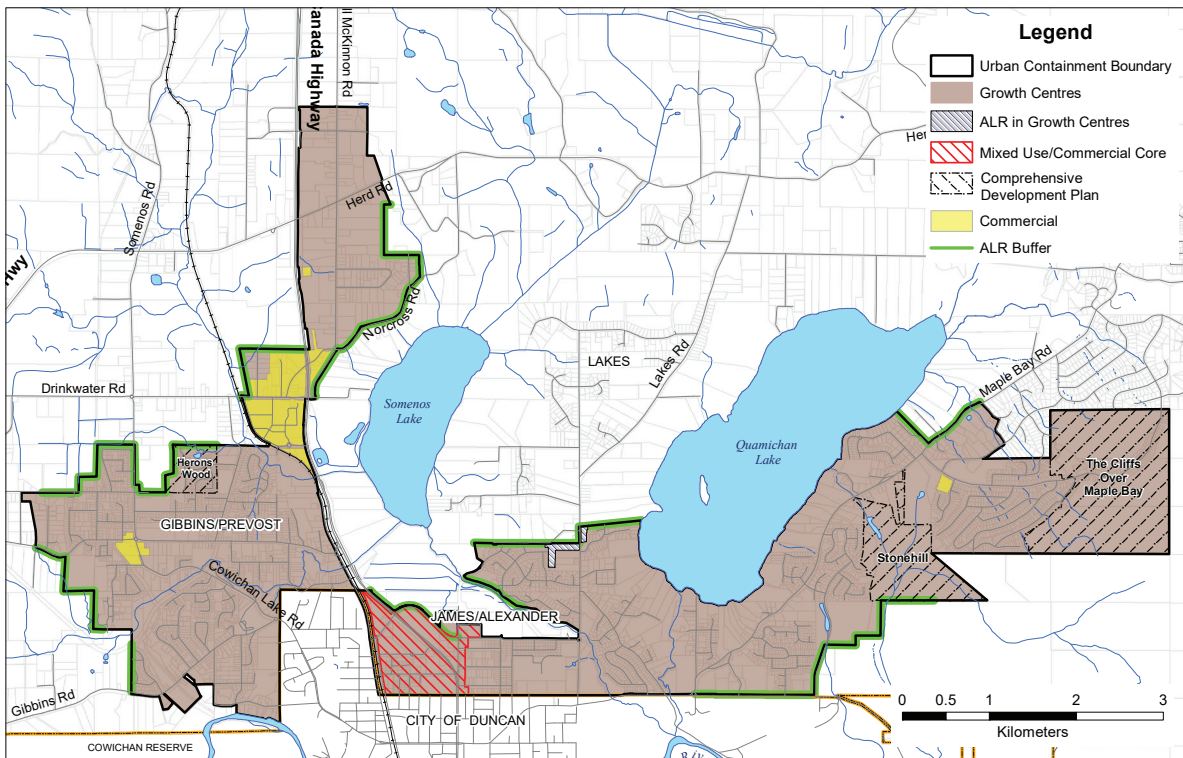 anada Highway
ll McKinnon Rd
Legend
Urban Containment Boundary
Growth Centres
ALR in Growth Centres
Mixed Use/Commercial Core
Comprehensive
Development Plan
Commercial
ALR Buffer
Her
Somenos Rd
Herd Rd
Hwy
Norcross Rd
LAKES
Lakes Rd
Maple Bay Rd
Drinkwater Rd
Somenos
Lake
Quamichan
Lake
Herons
Wood
The Cliffs
Over
Maple Bay
GIBBINS/PREVOST
Stonehill
Cowichan Lake Rd
JAMES/ALEXANDER
Gibbins Rd
CITY OF DUNCAN
COWICHAN RESERVE
0 0.5 1 2 3
Kilometers